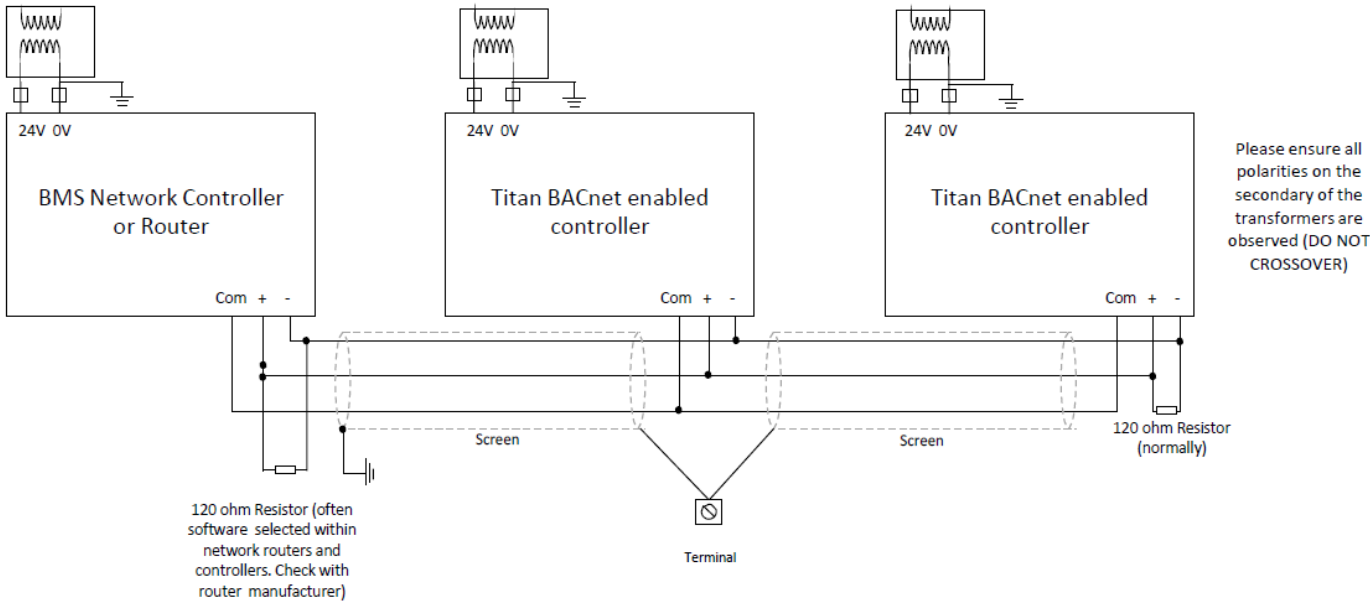 24V 0V
BMS Network Controller
or Router
Com + -
24V 0V
Titan BACnet enabled
controller
Com + -
24V 0V
Titan BACnet enabled
controller
Com + -
Please ensure all
polarities on the
secondary of the
transformers are
observed (DO NOT
CROSSOVER)
Screen
Screen
120 ohm Resistor
(normally)
120 ohm Resistor (often
software selected within
network routers and
controllers. Check with
router manufacturer)
Terminal